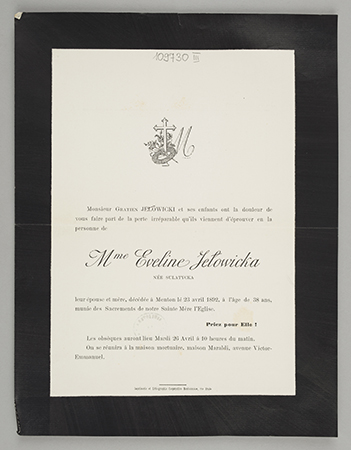 109730 III
M
Monsieur GRATIEN JEŁOWICKI et ses enfants ont la douleur de
vous faire part de la perte irréparable qu'ils viennent d'éprouver en la
personne de
Mme Eveline Jełowicka
NÉE SULATYCKA
leur épouse et mère, décédée à Menton le 23 avril 1892, à l'âge de 38 ans,
munie des Sacrements de notre Sainte Mère l'Eglise.
Priez pour Elle !
Les obsèques auront lieu Mardi 26 Avril à 10 heures du matin.
On se réunira à la maison mortuaire, maison Maraldi, avenue Victor-
Emmanuel.